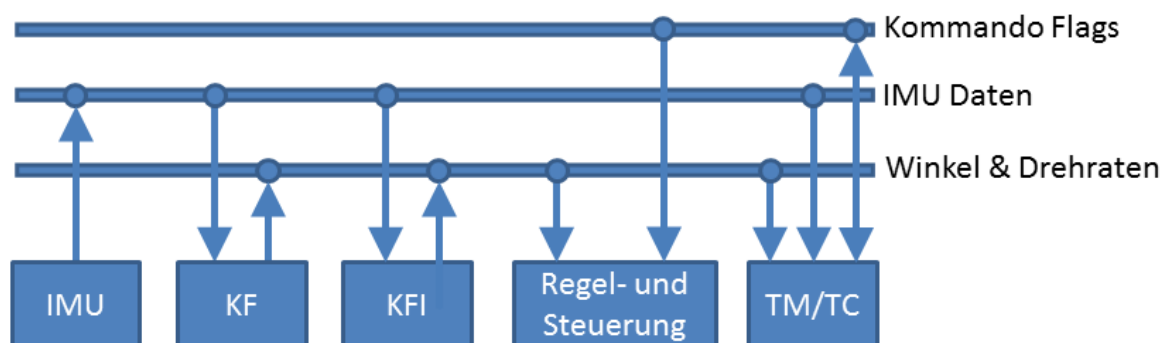 Kommando Flags
IMU Daten
Winkel & Drehraten
IMU
KF
KFI
Regel- und
Steuerung
TM/TC